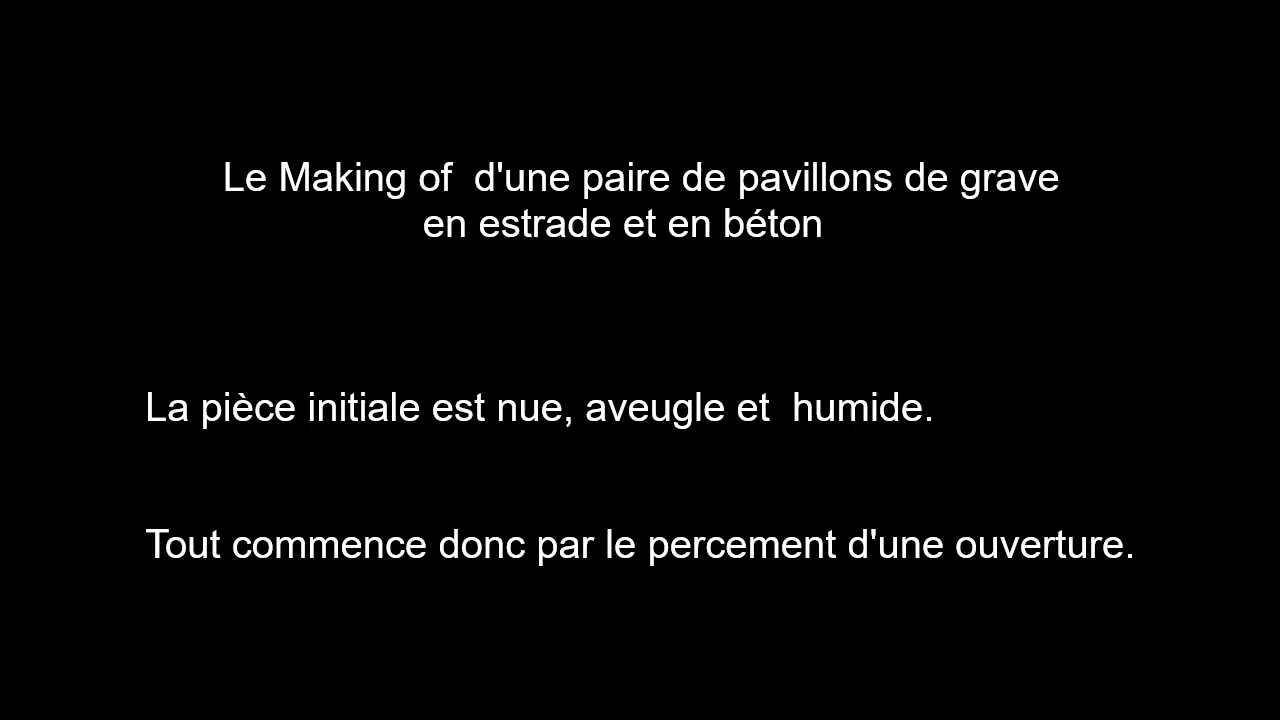 Le Making of  d'une paire de pavillons de grave
en estrade et en béton
La pièce initiale est nue, aveugle et  humide.
Tout commence donc par le percement d'une ouverture.